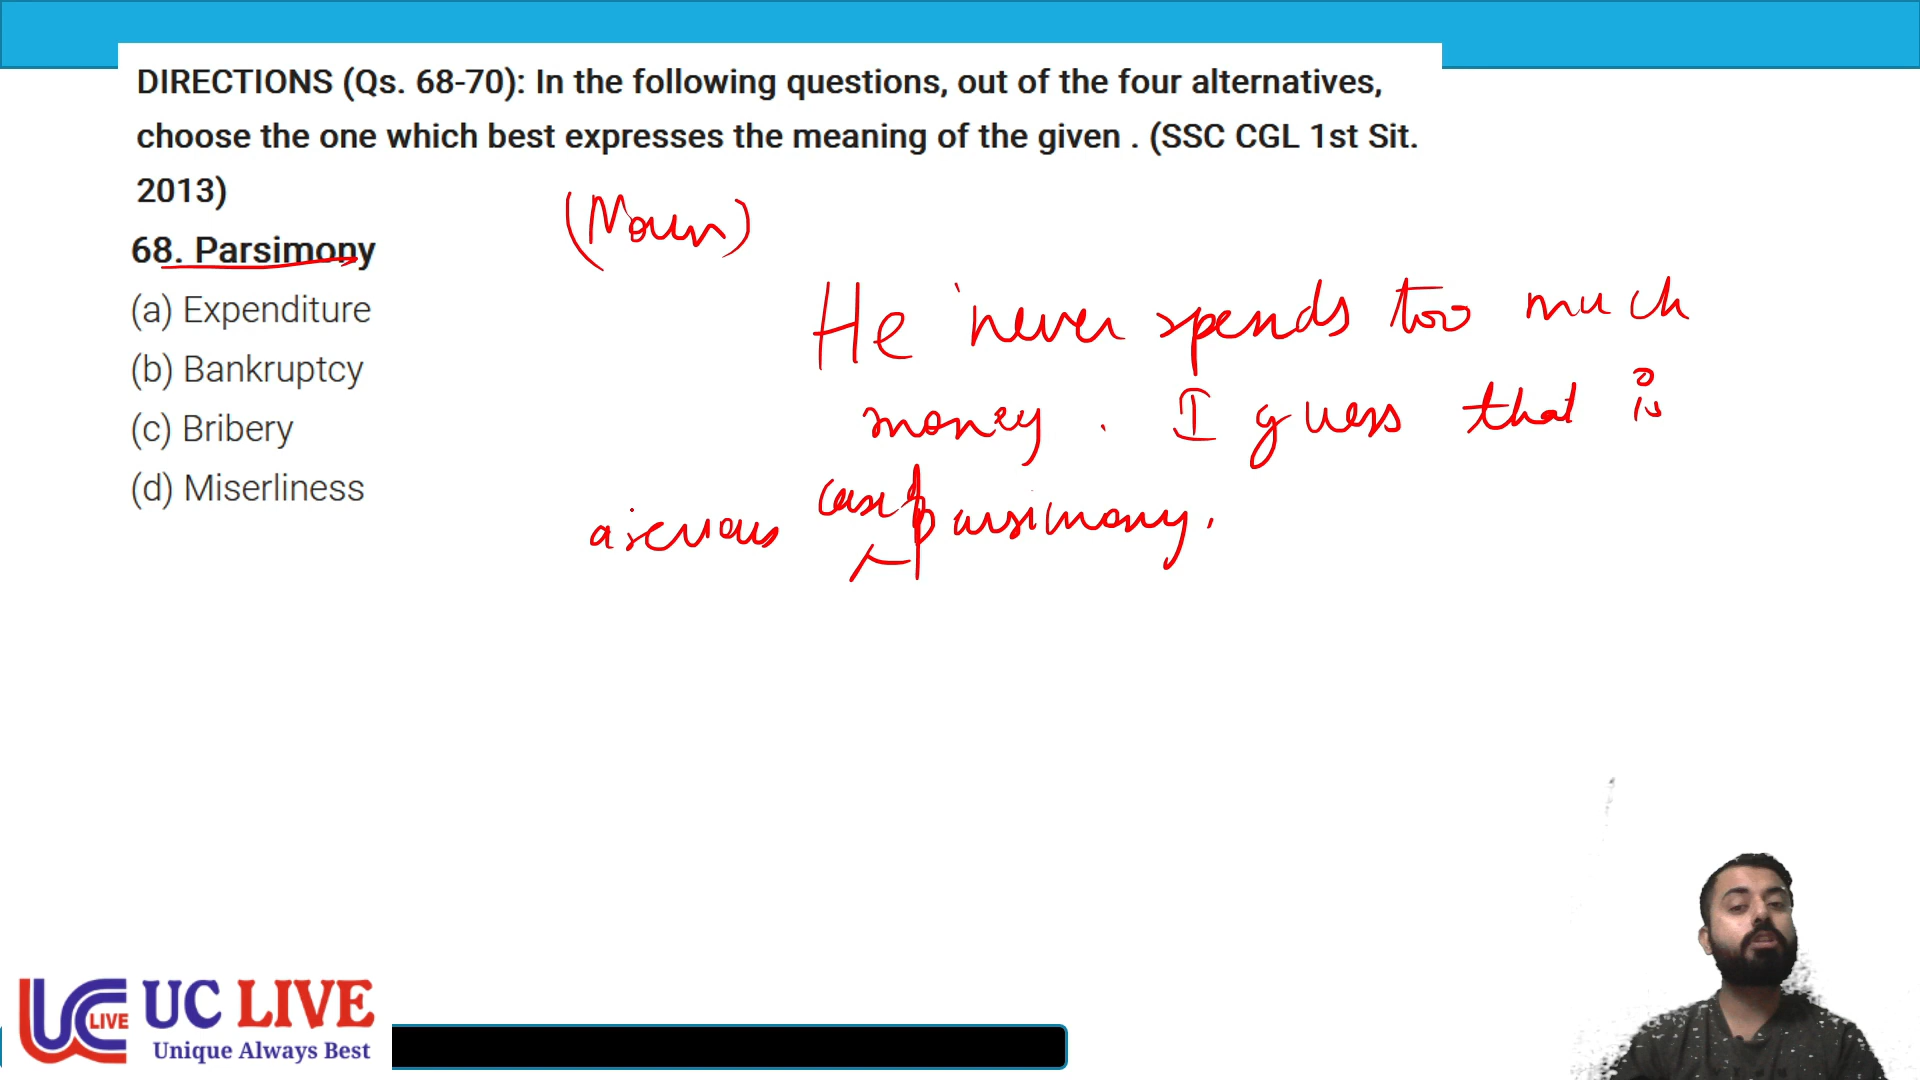 DIRECTIONS (Qs. 68-70): In the following questions, out of the four alternatives,
choose the one which best expresses the meaning of the given . (SSC CGL 1st Sit.
2013)
(Noun)
68. Parsimony
(a) Expenditure
(b) Bankruptcy
(c) Bribery
(d) Miserliness
He never spends too much
money. I guess that is
a serious case of parsimony.
UC LIVE
LIVE
Unique Always Best